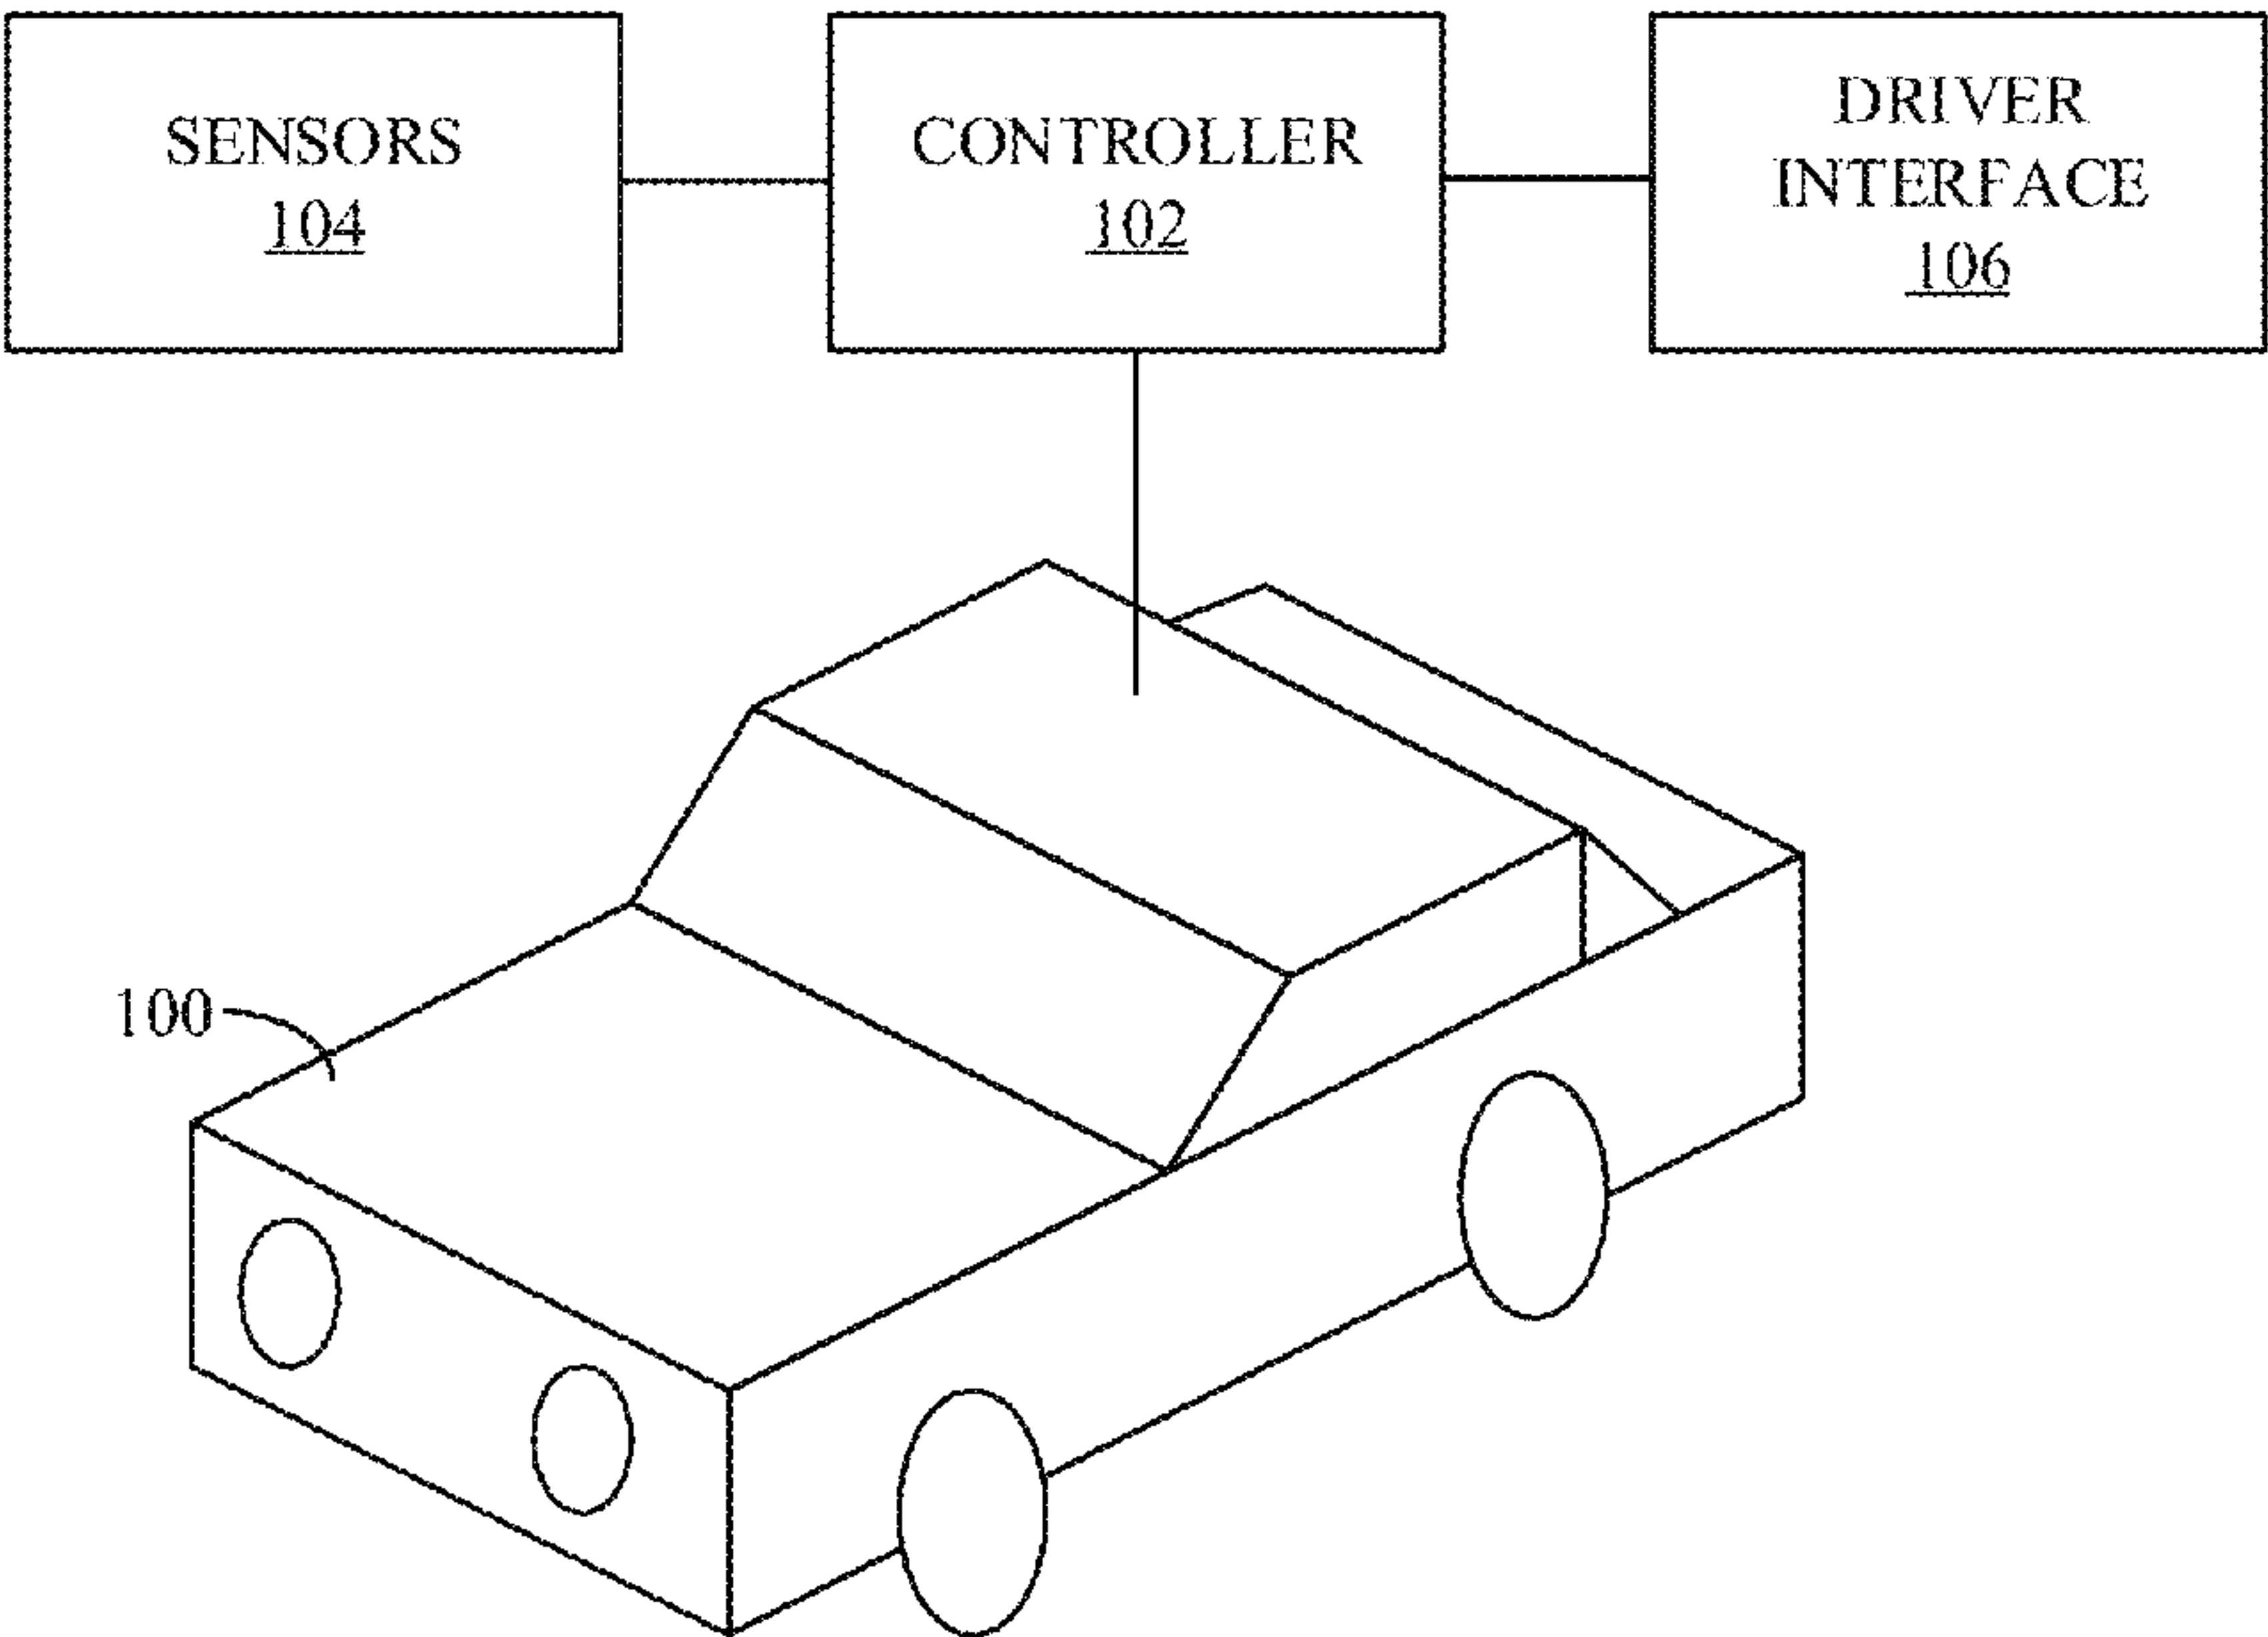 SENSORS
104
CONTROLLER
102
DRIVER
INTERFACE
106
100